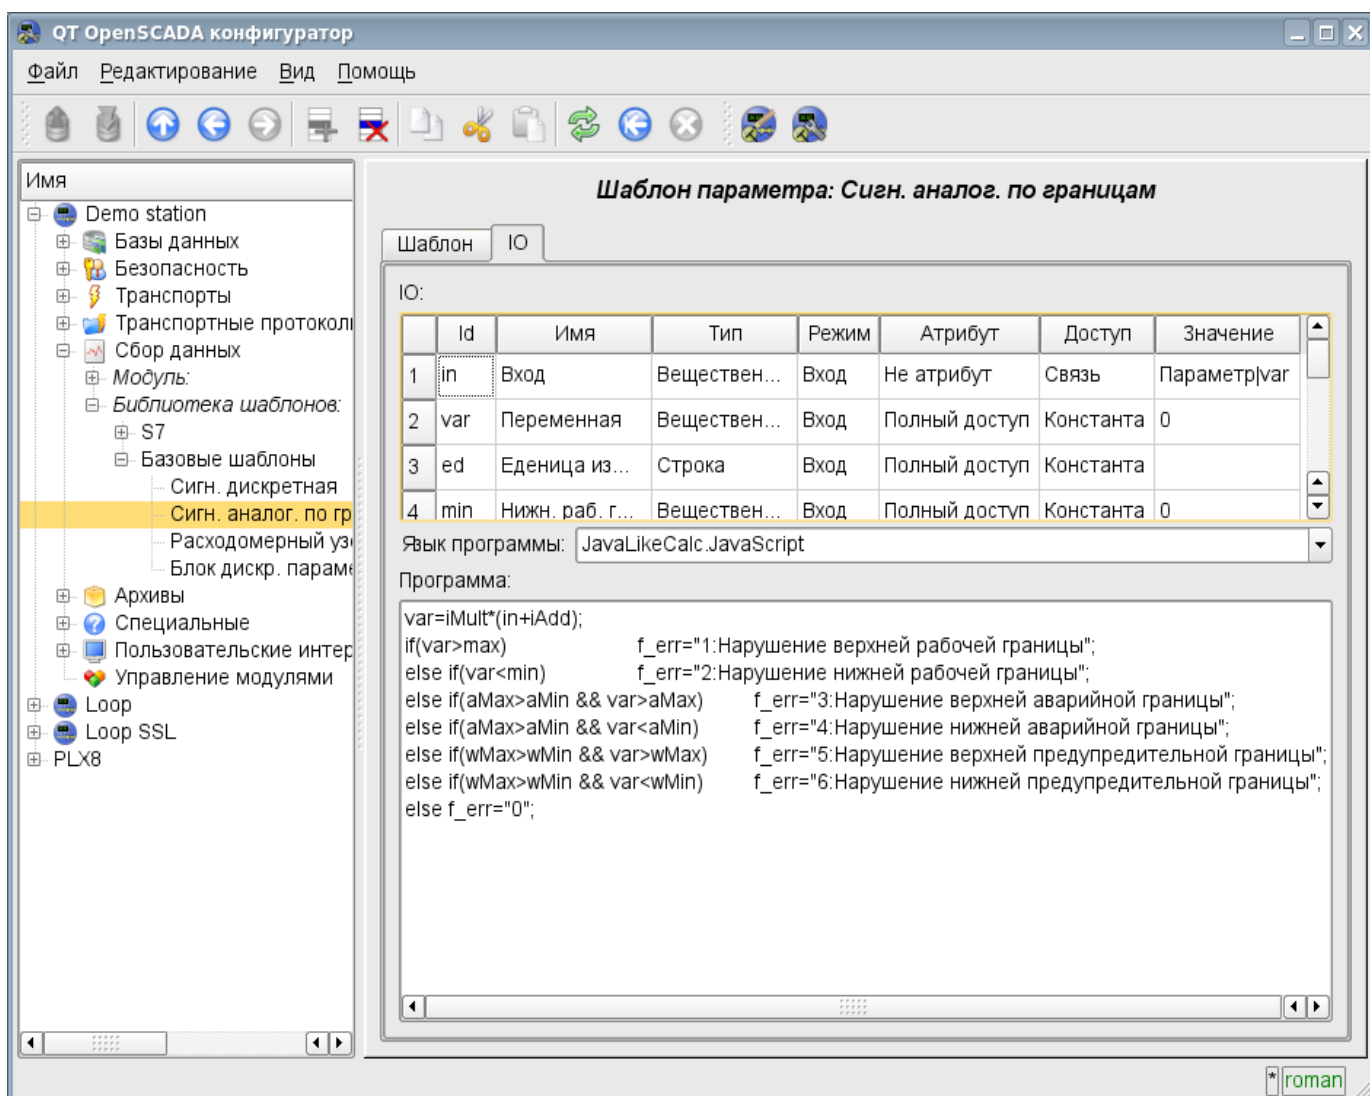 QT OpenSCADA конфигуратор
Файл Редактирование Вид Помощь
Имя
Demo station
Базы данных
Безопасность
Транспорты
Транспортные протокол
Сбор данных
Модуль:
Библиотека шаблонов:
S7
Базовые шаблоны
Сигн. дискретная
Сигн. аналог. по гр
Расходомерный уз
Блок дискр. парам
Архивы
Специальные
Пользовательские интер
Управление модулями
Loop
Loop SSL
PLX8
Шаблон параметра: Сигн. аналог. по границам
Шаблон IO
IO:
Id Имя Тип Режим Атрибут Доступ Значение
1 in Вход Веществен... Вход Не атрибут Связь Параметр|var
2 var Переменная Веществен... Вход Полный доступ Константа 0
3 ed Еденица из... Строка Вход Полный доступ Константа
4 min Нижн. раб. г... Веществен... Вход Полный доступ Константа 0
Язык программы: JavaLikeCalc.JavaScript
Программа:
var=iMult*(in+iAdd);
if(var>max) f_err="1:Нарушение верхней рабочей границы";
else if(var<min) f_err="2:Нарушение нижней рабочей границы";
else if(aMax>aMin && var>aMax) f_err="3:Нарушение верхней аварийной границы";
else if(aMax>aMin && var<aMin) f_err="4:Нарушение нижней аварийной границы";
else if(wMax>wMin && var>wMax) f_err="5:Нарушение верхней предупредительной границы";
else if(wMax>wMin && var<wMin) f_err="6:Нарушение нижней предупредительной границы";
else f_err="0";
* roman